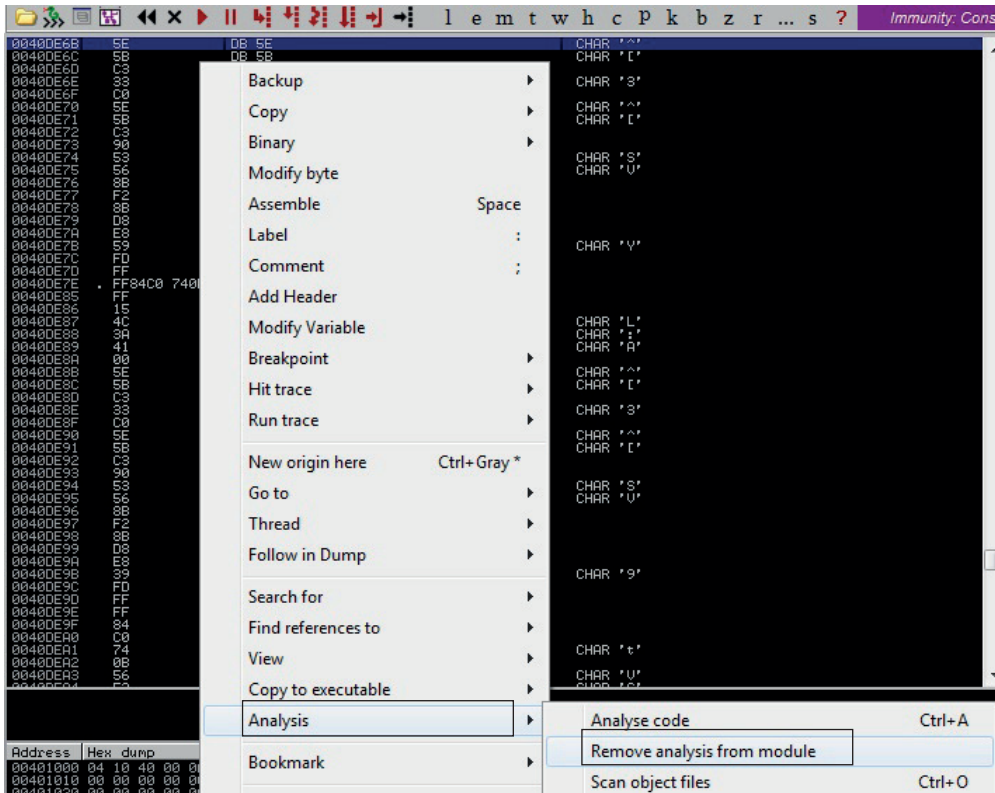 l e m t w h c P k b z r ... s ? Immunity: Cons
0040DE6B 5E DB 5E CHAR '^'
0040DE6C 5B DB 5B CHAR '['
0040DE6D C3
0040DE6E 33 CHAR '3'
0040DE6F C0
0040DE70 5E CHAR '^'
0040DE71 5B CHAR '['
0040DE72 C3
0040DE73 90
0040DE74 53 CHAR 'S'
0040DE75 56 CHAR 'V'
0040DE76 8B
0040DE77 F2
0040DE78 8B
0040DE79 D8
0040DE7A E8
0040DE7B 59 CHAR 'Y'
0040DE7C FD
0040DE7D FF
0040DE7E . FF84C0 740
0040DE85 FF
0040DE86 15
0040DE87 4C CHAR 'L'
0040DE88 3A CHAR ':'
0040DE89 41 CHAR 'A'
0040DE8A 00
0040DE8B 5E CHAR '^'
0040DE8C 5B CHAR '['
0040DE8D C3
0040DE8E 33 CHAR '3'
0040DE8F C0
0040DE90 5E CHAR '^'
0040DE91 5B CHAR '['
0040DE92 C3
0040DE93 90
0040DE94 53 CHAR 'S'
0040DE95 56 CHAR 'V'
0040DE96 8B
0040DE97 F2
0040DE98 8B
0040DE99 D8
0040DE9A E8
0040DE9B 39 CHAR '9'
0040DE9C FD
0040DE9D FF
0040DE9E FF
0040DE9F 84
0040DEA0 C0
0040DEA1 74 CHAR 't'
0040DEA2 0B
0040DEA3 56 CHAR 'V'
Backup
Copy
Binary
Modify byte
Assemble Space
Label :
Comment ;
Add Header
Modify Variable
Breakpoint
Hit trace
Run trace
New origin here Ctrl+Gray *
Go to
Thread
Follow in Dump
Search for
Find references to
View
Copy to executable
Analysis
Bookmark
Analyse code Ctrl+A
Remove analysis from module
Scan object files Ctrl+O
Address Hex dump
00401000 04 10 40 00
00401010 00 00 00 00